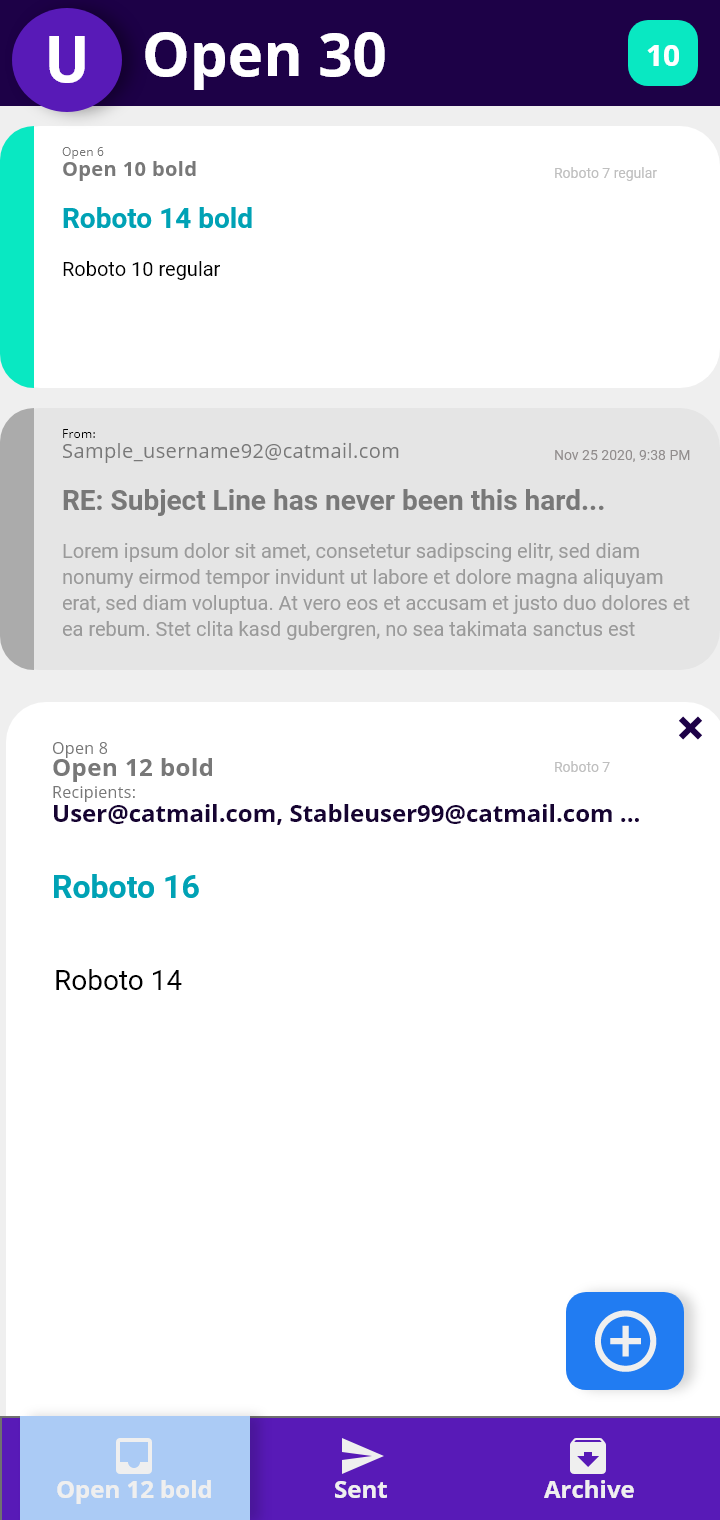 U
Open 30
10
Open 6
Open 10 bold
Roboto 7 regular
Roboto 14 bold
Roboto 10 regular
From:
Sample_username92@catmail.com
Nov 25 2020, 9:38 PM
RE: Subject Line has never been this hard...
Lorem ipsum dolor sit amet, consetetur sadipscing elitr, sed diam
nonumy eirmod tempor invidunt ut labore et dolore magna aliquyam
erat, sed diam voluptua. At vero eos et accusam et justo duo dolores et
ea rebum. Stet clita kasd gubergren, no sea takimata sanctus est
Open 8
Open 12 bold
Roboto 7
Recipients:
User@catmail.com, Stableuser99@catmail.com ...
Roboto 16
Roboto 14
Open 12 bold
Sent
Archive